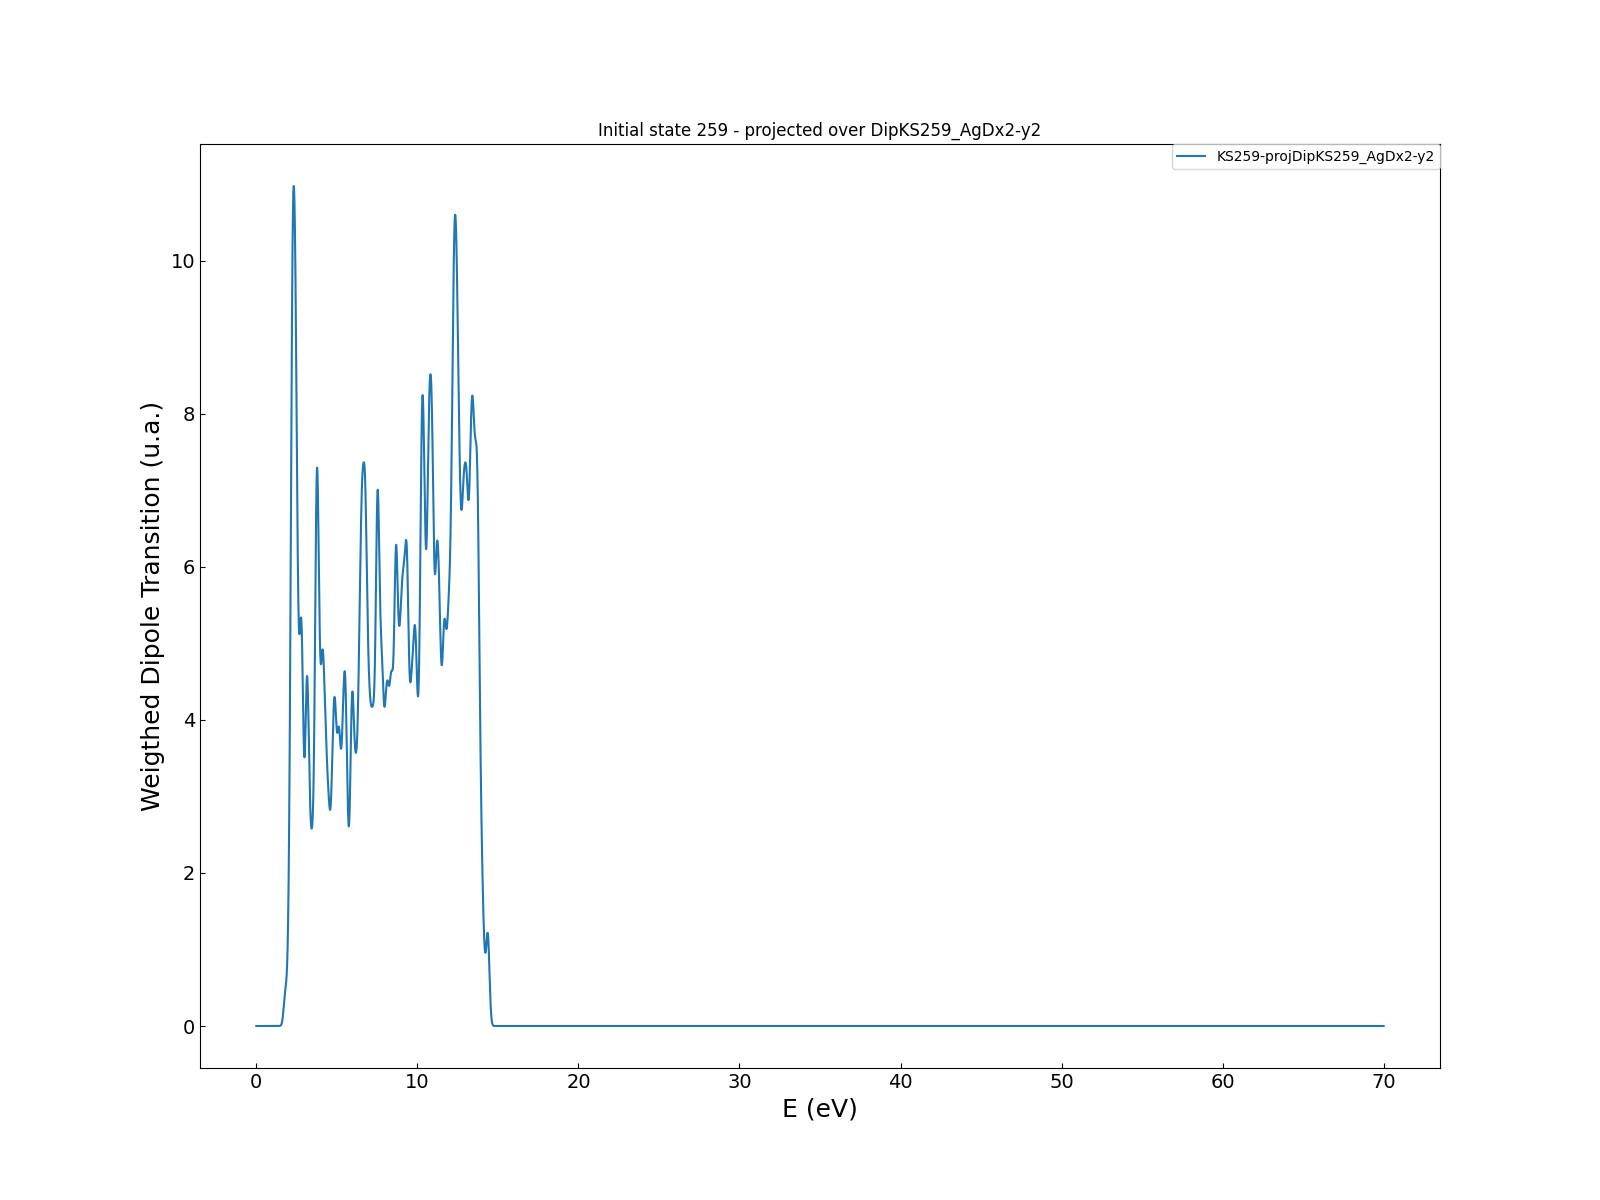 Initial state 259 - projected over DipKS259_AgDx2-y2
KS259-projDipKS259_AgDx2-y2
Weigthed Dipole Transition (u.a.)
10
8
6
4
2
0
0 10 20 30 40 50 60 70
E (eV)